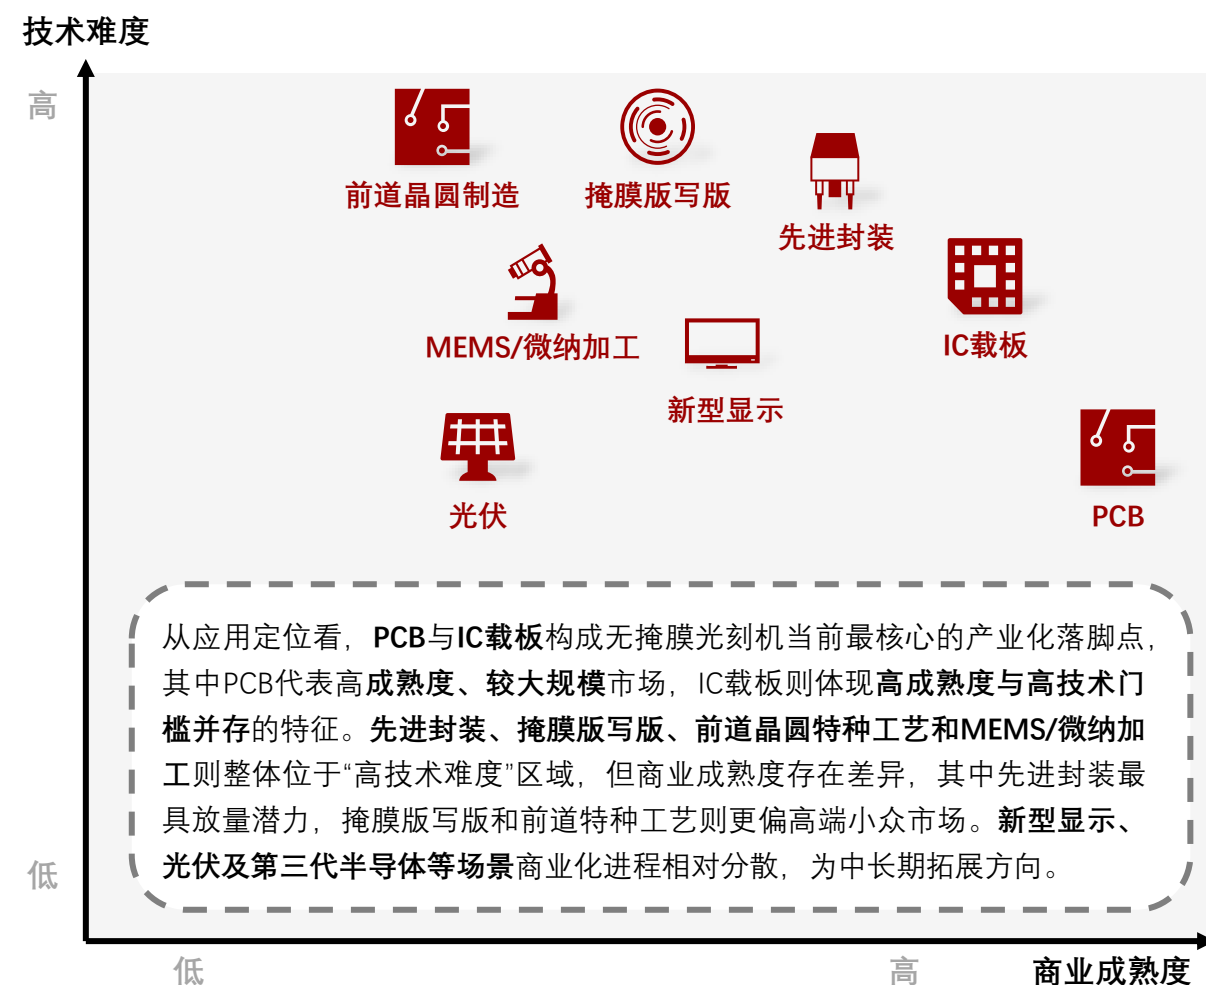 技术难度
高
前道晶圆制造
掩膜版写版
先进封装
MEMS/微纳加工
IC载板
新型显示
光伏
PCB
从应用定位看，PCB与IC载板构成无掩膜光刻机当前最核心的产业化落脚点，
其中PCB代表高成熟度、较大规模市场，IC载板则体现高成熟度与高技术门
槛并存的特征。先进封装、掩膜版写版、前道晶圆特种工艺和MEMS/微纳加
工则整体位于“高技术难度”区域，但商业成熟度存在差异，其中先进封装最
具放量潜力，掩膜版写版和前道特种工艺则更偏高端小众市场。新型显示、
光伏及第三代半导体等场景商业化进程相对分散，为中长期拓展方向。
低
低
高
商业成熟度